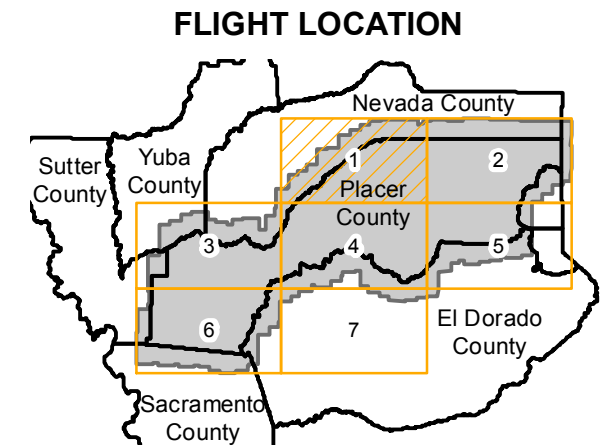 FLIGHT LOCATION
Nevada County
Sutter
County
Yuba
County
1
2
Placer
County
3
4
5
6
7
El Dorado
County
Sacramento
County